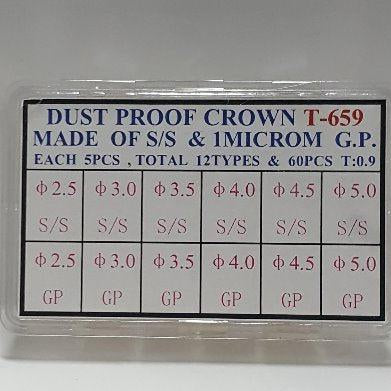 DUST PROOF CROWN T-659
MADE OF S/S & 1MICROM G.P.
EACH 5PCS , TOTAL 12TYPES & 60PCS T:0.9
ϕ2.5 ϕ3.0 ϕ3.5 ϕ4.0 ϕ4.5 ϕ5.0
S/S S/S S/S S/S S/S S/S
ϕ2.5 ϕ3.0 ϕ3.5 ϕ4.0 ϕ4.5 ϕ5.0
GP GP GP GP GP GP